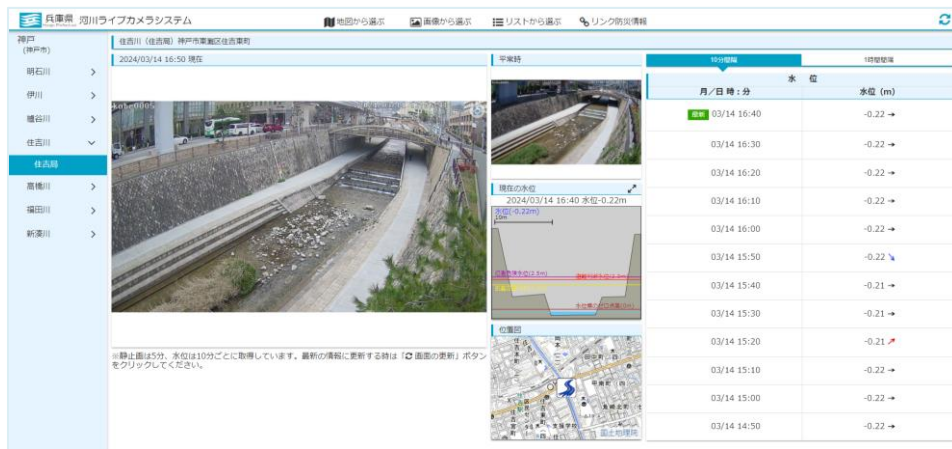 兵庫県 河川ライブカメラシステム
地図から選ぶ 画像から選ぶ リストから選ぶ リンク防災情報
神戸
(神戸市)
明石川
伊川
櫨谷川
住吉川
住吉局
高橋川
福田川
新湊川
住吉川（住吉局）神戸市東灘区住吉東町
2024/03/14 16:50 現在
kobe0005
※静止画は5分、水位は10分ごとに取得しています。最新の情報に更新する時は「画面の更新」ボタン
をクリックしてください。
平常時
現在の水位
2024/03/14 16:40 水位-0.22m
水位(-0.22m)
10m
位置図
国土地理院
10分間隔 1時間間隔
水 位
月／日 時：分 水位（m）
最新 03/14 16:40 -0.22 →
03/14 16:30 -0.22 →
03/14 16:20 -0.22 →
03/14 16:10 -0.22 →
03/14 16:00 -0.22 →
03/14 15:50 -0.22 ↘
03/14 15:40 -0.21 →
03/14 15:30 -0.21 →
03/14 15:20 -0.21 ↗
03/14 15:10 -0.22 →
03/14 15:00 -0.22 →
03/14 14:50 -0.22 →